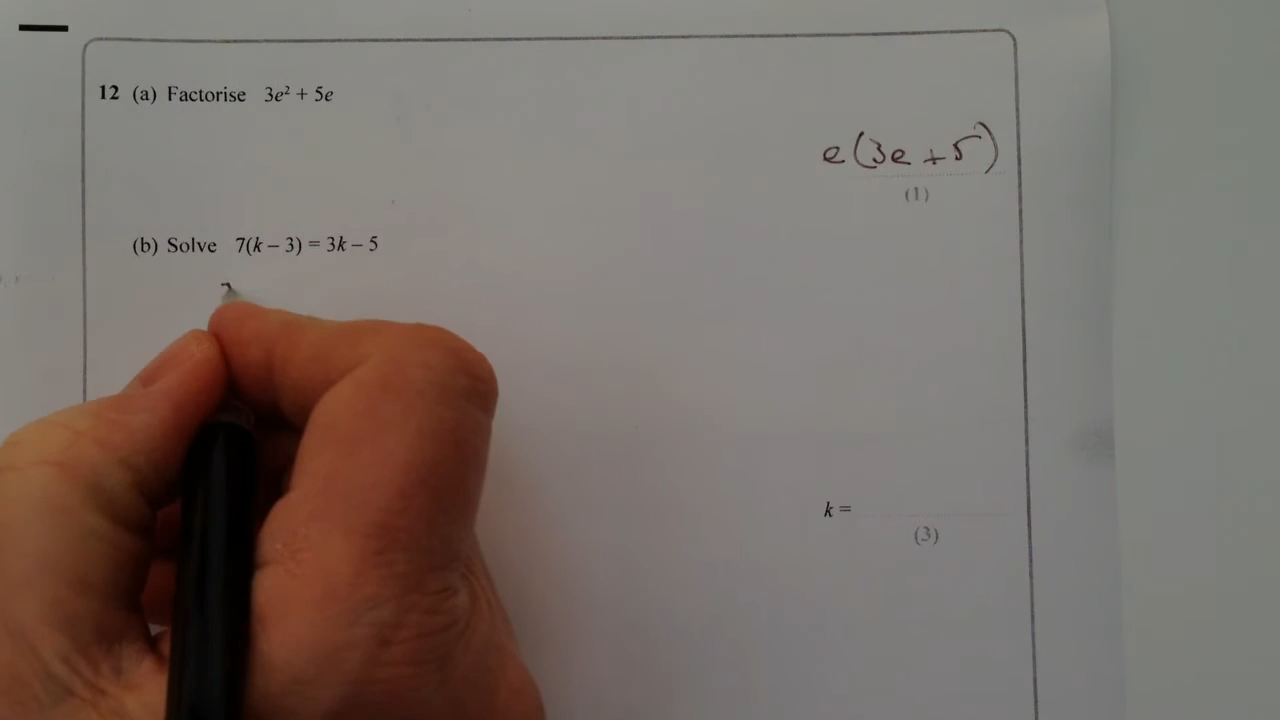 12 (a) Factorise 3e² + 5e
e(3e + 5)
(1)
(b) Solve 7(k – 3) = 3k – 5
k =
(3)